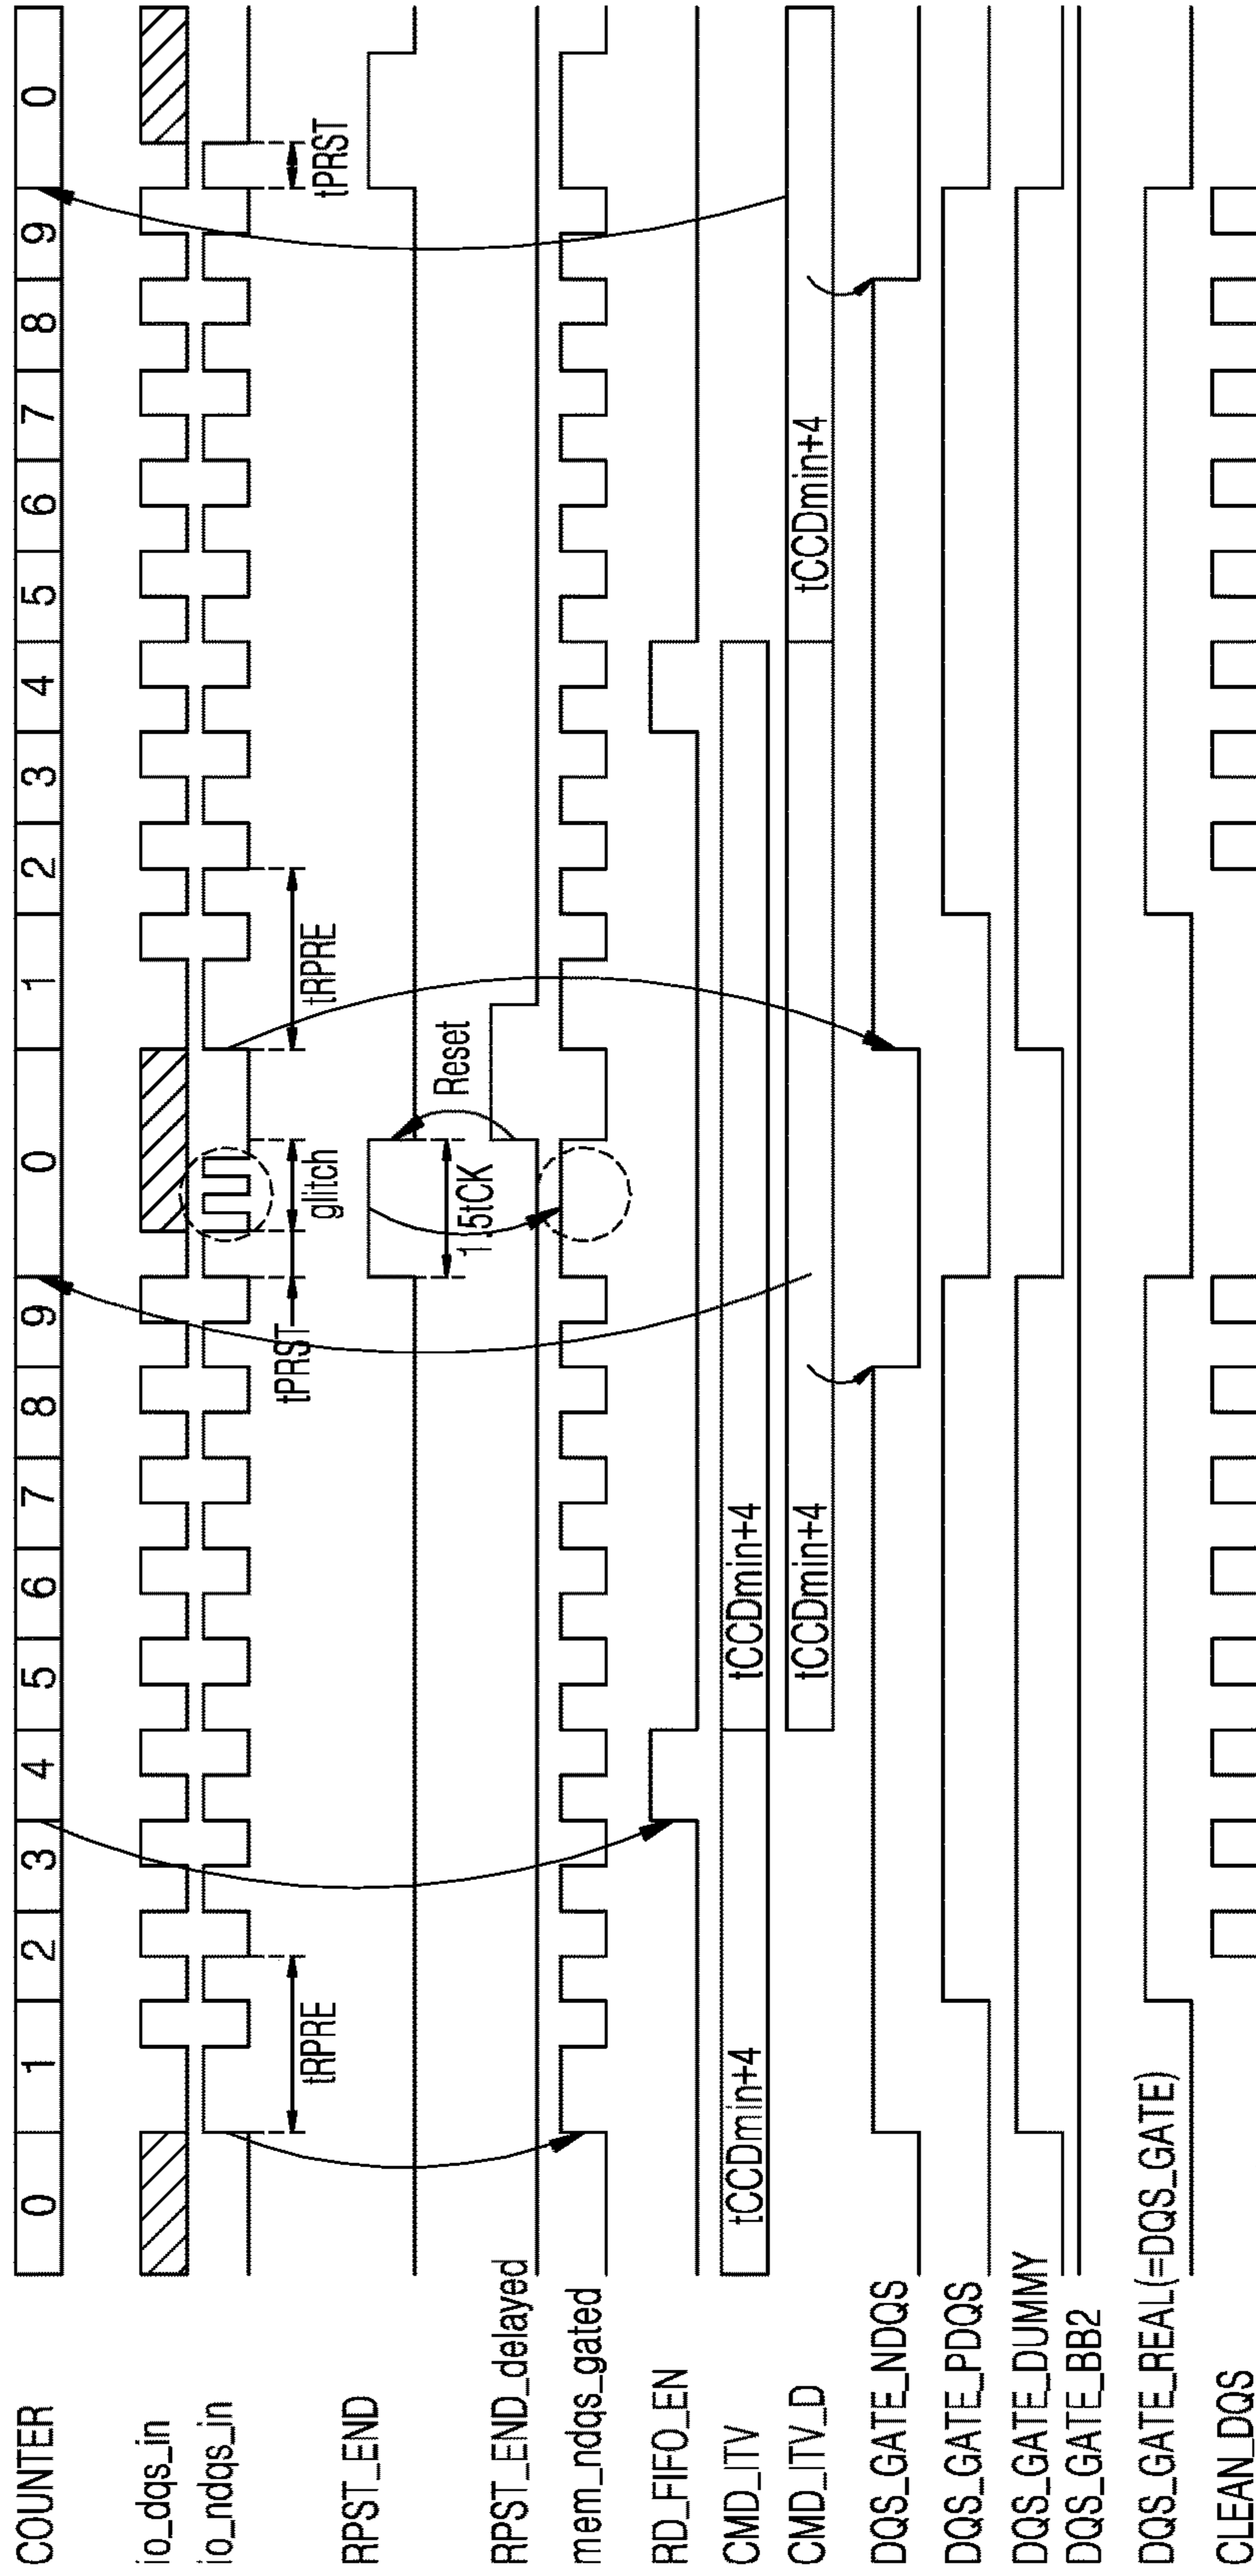 COUNTER 0 1 2 3 4 5 6 7 8 9 0 1 2 3 4 5 6 7 8 9 0
io_dqs_in
io_ndqs_in
tRPRE tPRST glitch tRPRE tPRST
RPST_END
1.5tCK Reset
RPST_END_delayed
mem_ndqs_gated
RD_FIFO_EN
CMD_ITV tCCDmin+4 tCCDmin+4
CMD_ITV_D tCCDmin+4 tCCDmin+4
DQS_GATE_NDQS
DQS_GATE_PDQS
DQS_GATE_DUMMY
DQS_GATE_BB2
DQS_GATE_REAL(=DQS_GATE)
CLEAN_DQS